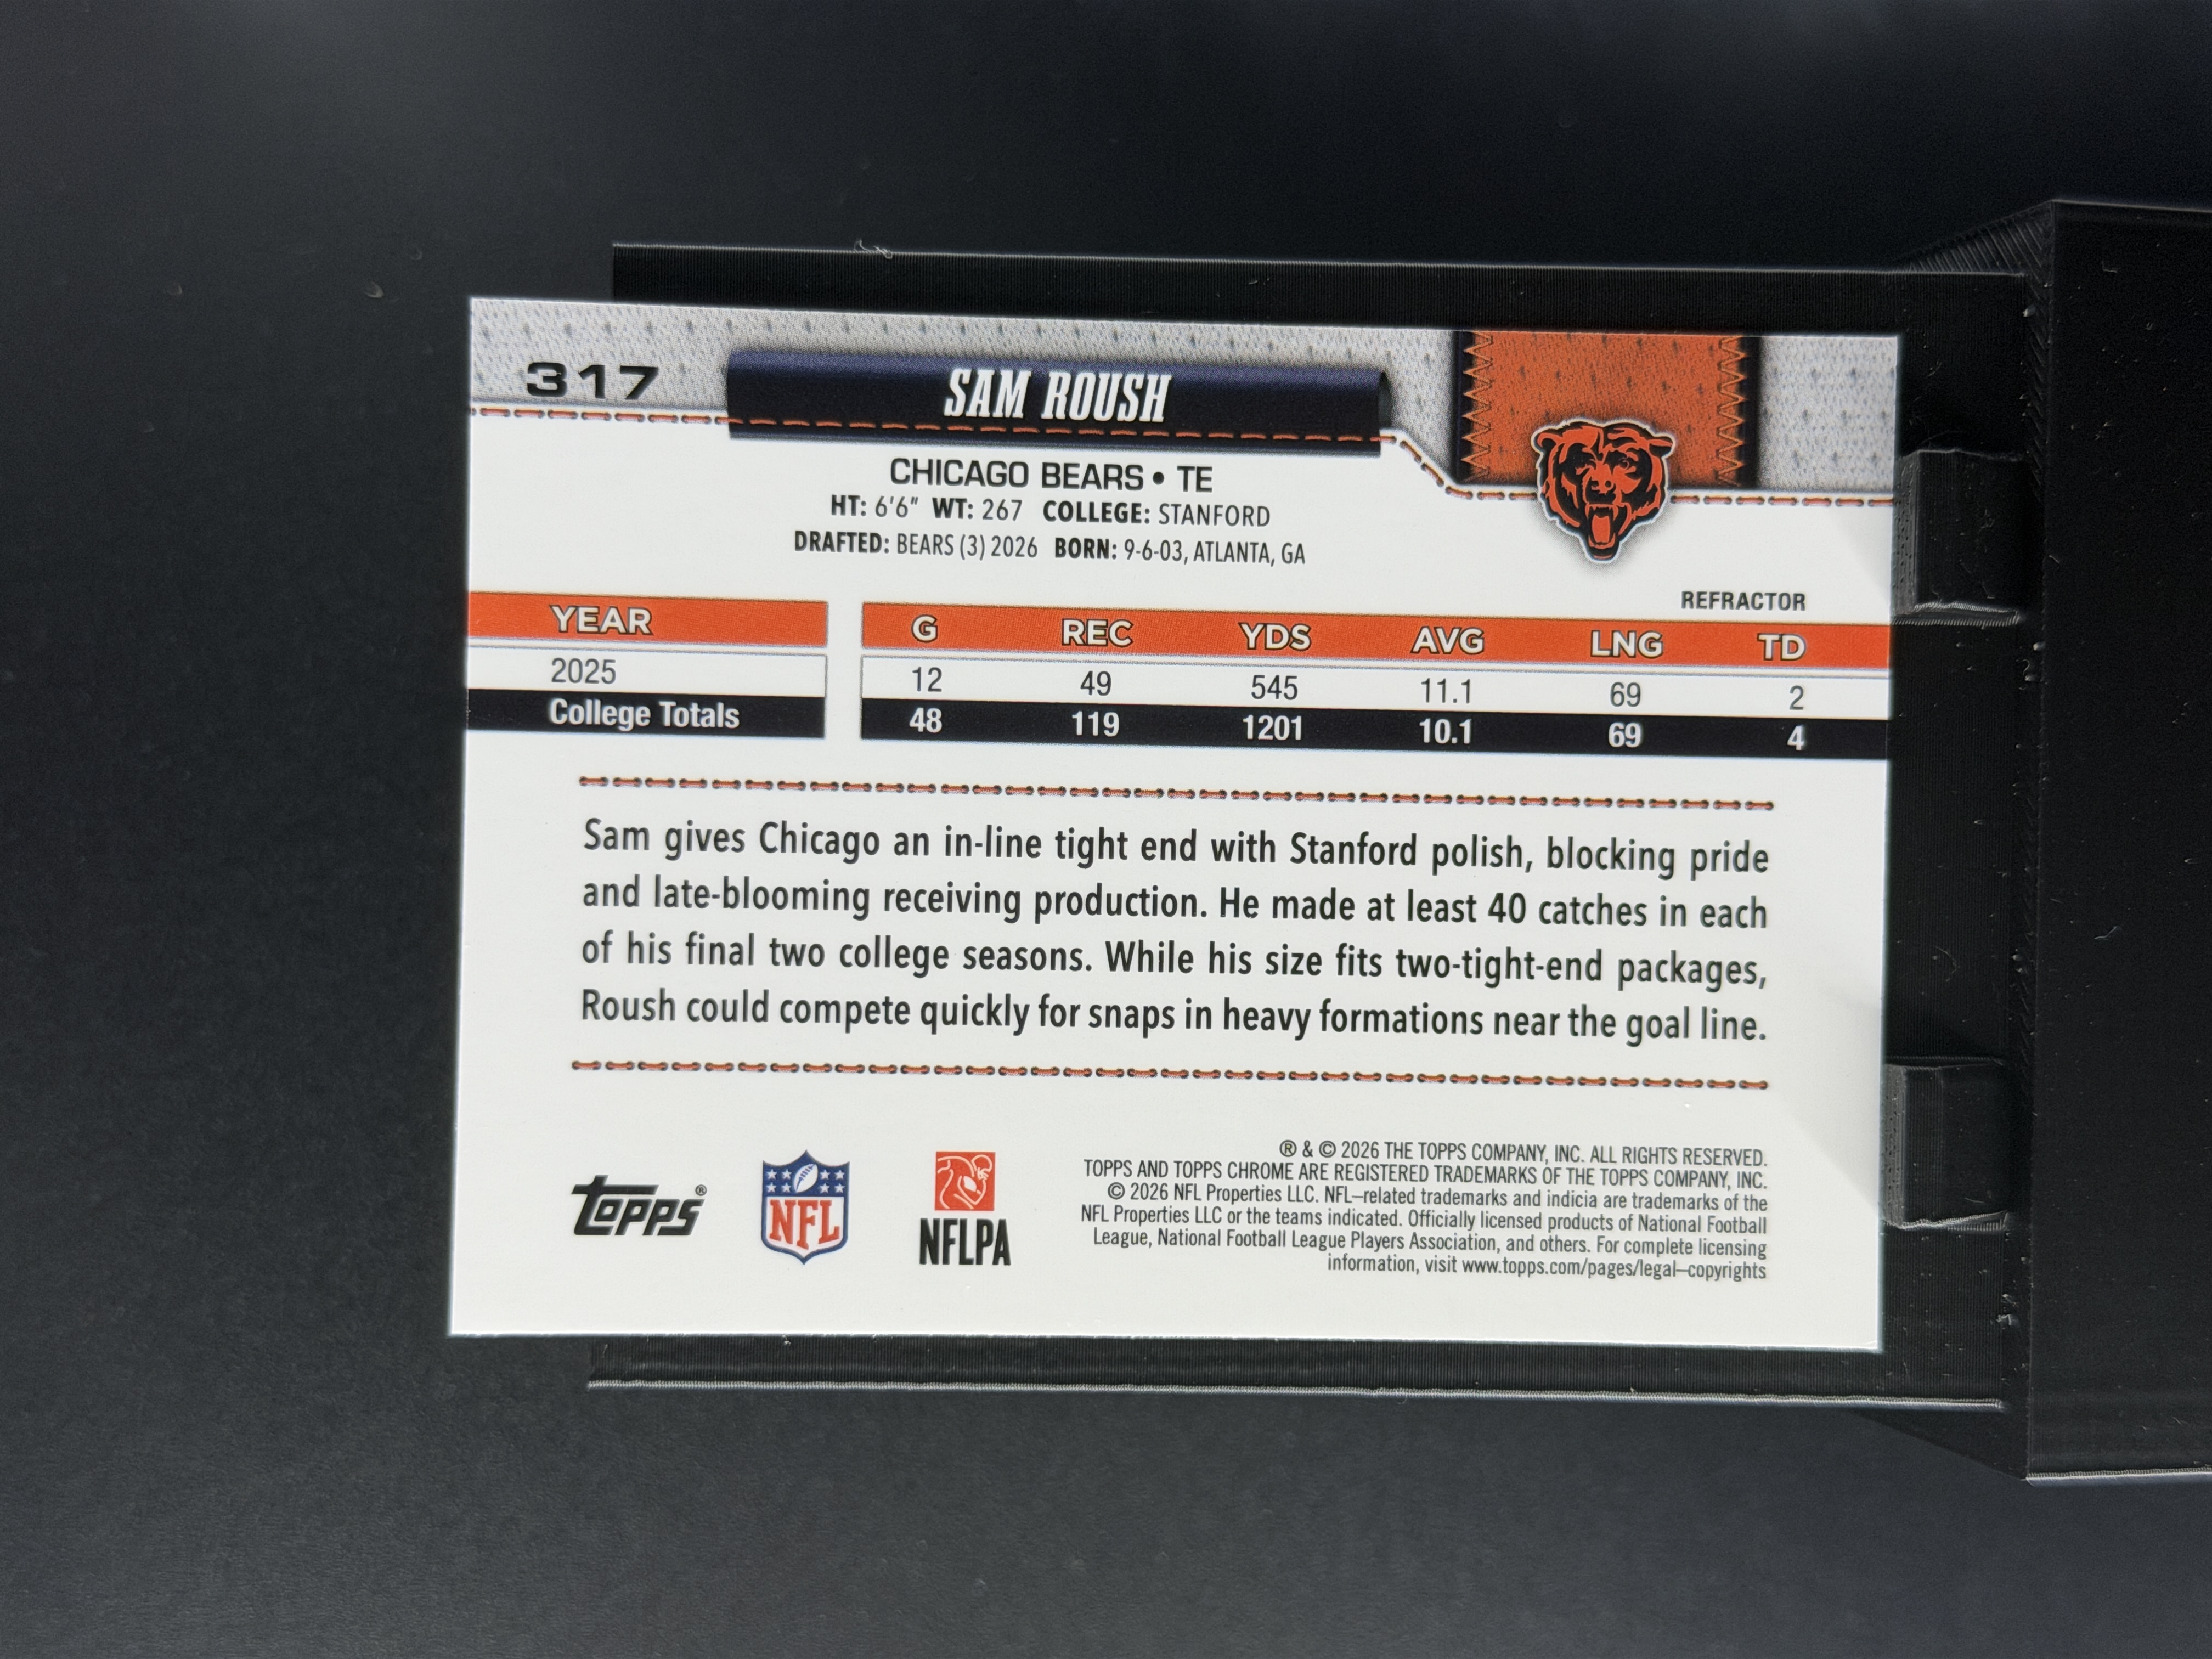 317
SAM ROUSH
CHICAGO BEARS • TE
HT: 6'6" WT: 267 COLLEGE: STANFORD
DRAFTED: BEARS (3) 2026 BORN: 9-6-03, ATLANTA, GA
REFRACTOR
YEAR G REC YDS AVG LNG TD
2025 12 49 545 11.1 69 2
College Totals 48 119 1201 10.1 69 4
Sam gives Chicago an in-line tight end with Stanford polish, blocking pride
and late-blooming receiving production. He made at least 40 catches in each
of his final two college seasons. While his size fits two-tight-end packages,
Roush could compete quickly for snaps in heavy formations near the goal line.
topps®
NFL
NFLPA
® & © 2026 THE TOPPS COMPANY, INC. ALL RIGHTS RESERVED.
TOPPS AND TOPPS CHROME ARE REGISTERED TRADEMARKS OF THE TOPPS COMPANY, INC.
© 2026 NFL Properties LLC. NFL–related trademarks and indicia are trademarks of the
NFL Properties LLC or the teams indicated. Officially licensed products of National Football
League, National Football League Players Association, and others. For complete licensing
information, visit www.topps.com/pages/legal–copyrights